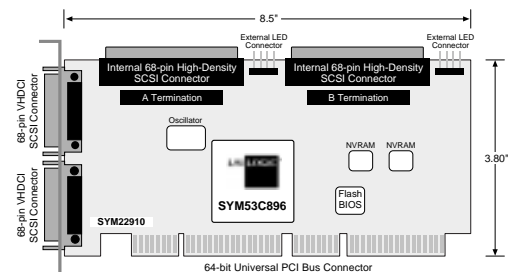 8.5"
External LED
Connector
External LED
Connector
Internal 68-pin High-Density
SCSI Connector
Internal 68-pin High-Density
SCSI Connector
A Termination
B Termination
68-pin VHDCI
SCSI Connector
Oscillator
NVRAM
NVRAM
3.80"
LSI LOGIC
SYM53C896
Flash
BIOS
68-pin VHDCI
SCSI Connector
SYM22910
64-bit Universal PCI Bus Connector